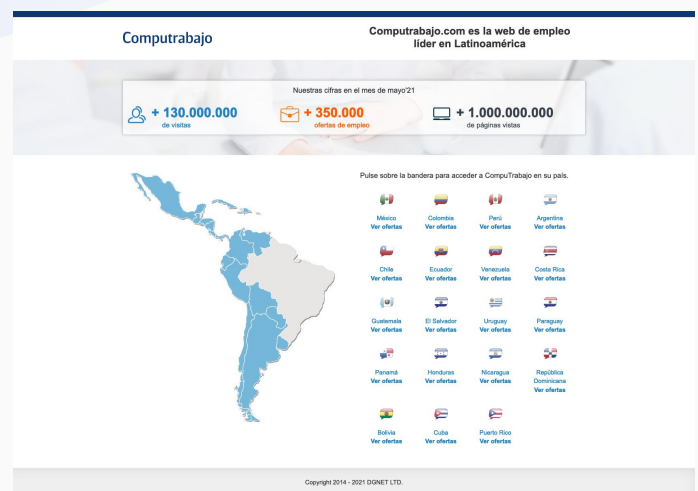 Computrabajo
Computrabajo.com es la web de empleo
líder en Latinoamérica
Nuestras cifras en el mes de mayo'21
+ 130.000.000
de visitas
+ 350.000
ofertas de empleo
+ 1.000.000.000
de páginas vistas
Pulse sobre la bandera para acceder a CompuTrabajo en su país.
México
Ver ofertas
Colombia
Ver ofertas
Perú
Ver ofertas
Argentina
Ver ofertas
Chile
Ver ofertas
Ecuador
Ver ofertas
Venezuela
Ver ofertas
Costa Rica
Ver ofertas
Guatemala
Ver ofertas
El Salvador
Ver ofertas
Uruguay
Ver ofertas
Paraguay
Ver ofertas
Panamá
Ver ofertas
Honduras
Ver ofertas
Nicaragua
Ver ofertas
República
Dominicana
Ver ofertas
Bolivia
Ver ofertas
Cuba
Ver ofertas
Puerto Rico
Ver ofertas
Copyright 2014 - 2021 DGNET LTD.